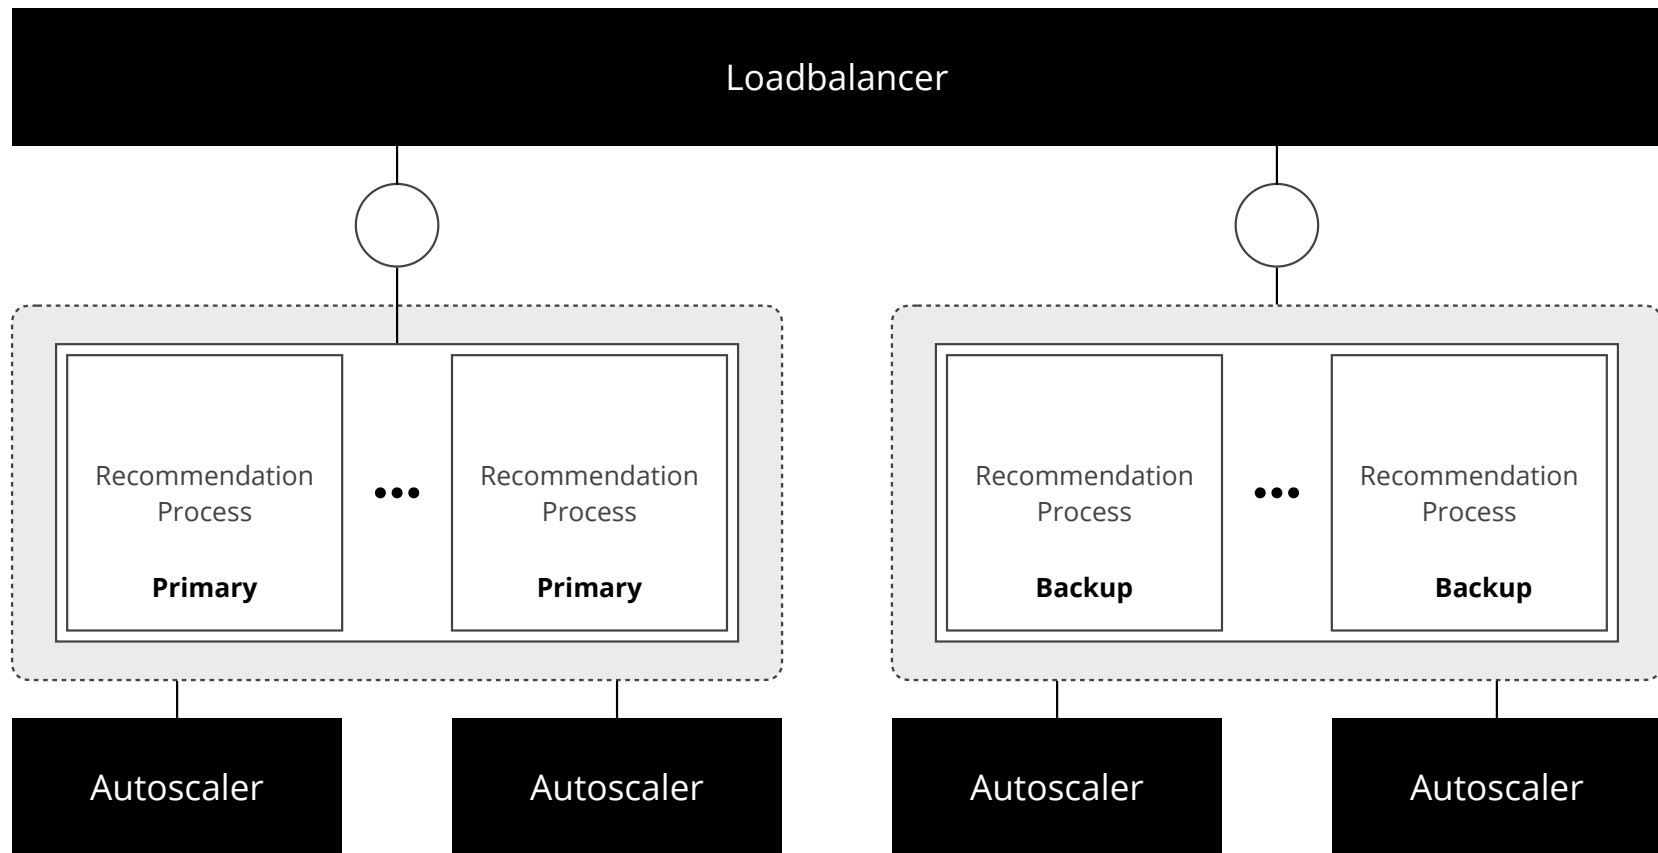 Loadbalancer
Recommendation
Process
Primary
Recommendation
Process
Primary
Recommendation
Process
Backup
Recommendation
Process
Backup
Autoscaler
Autoscaler
Autoscaler
Autoscaler